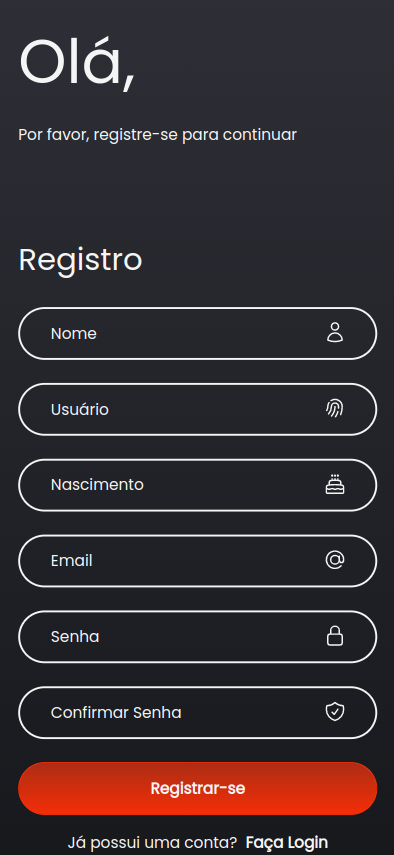 Olá,
Por favor, registre-se para continuar
Registro
Nome
Usuário
Nascimento
Email
Senha
Confirmar Senha
Registrar-se
Já possui uma conta? Faça Login